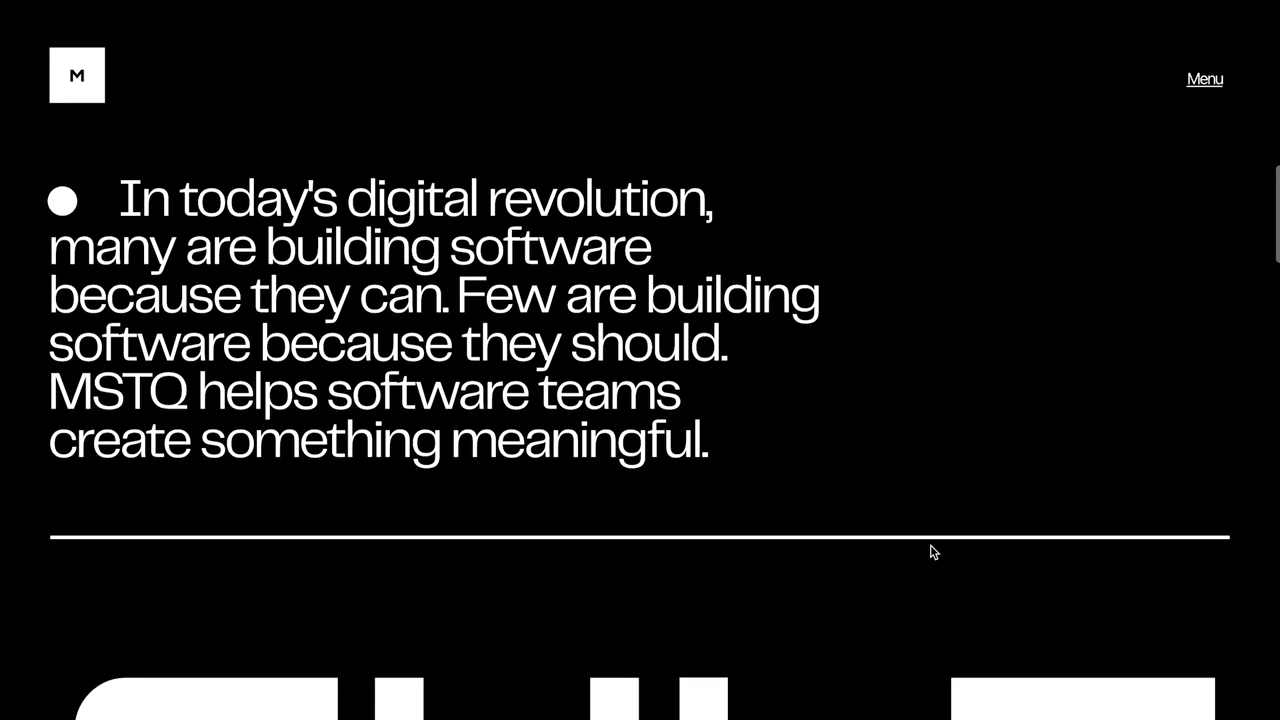 M
Menu
In today's digital revolution,
many are building software
because they can. Few are building
software because they should.
MSTQ helps software teams
create something meaningful.